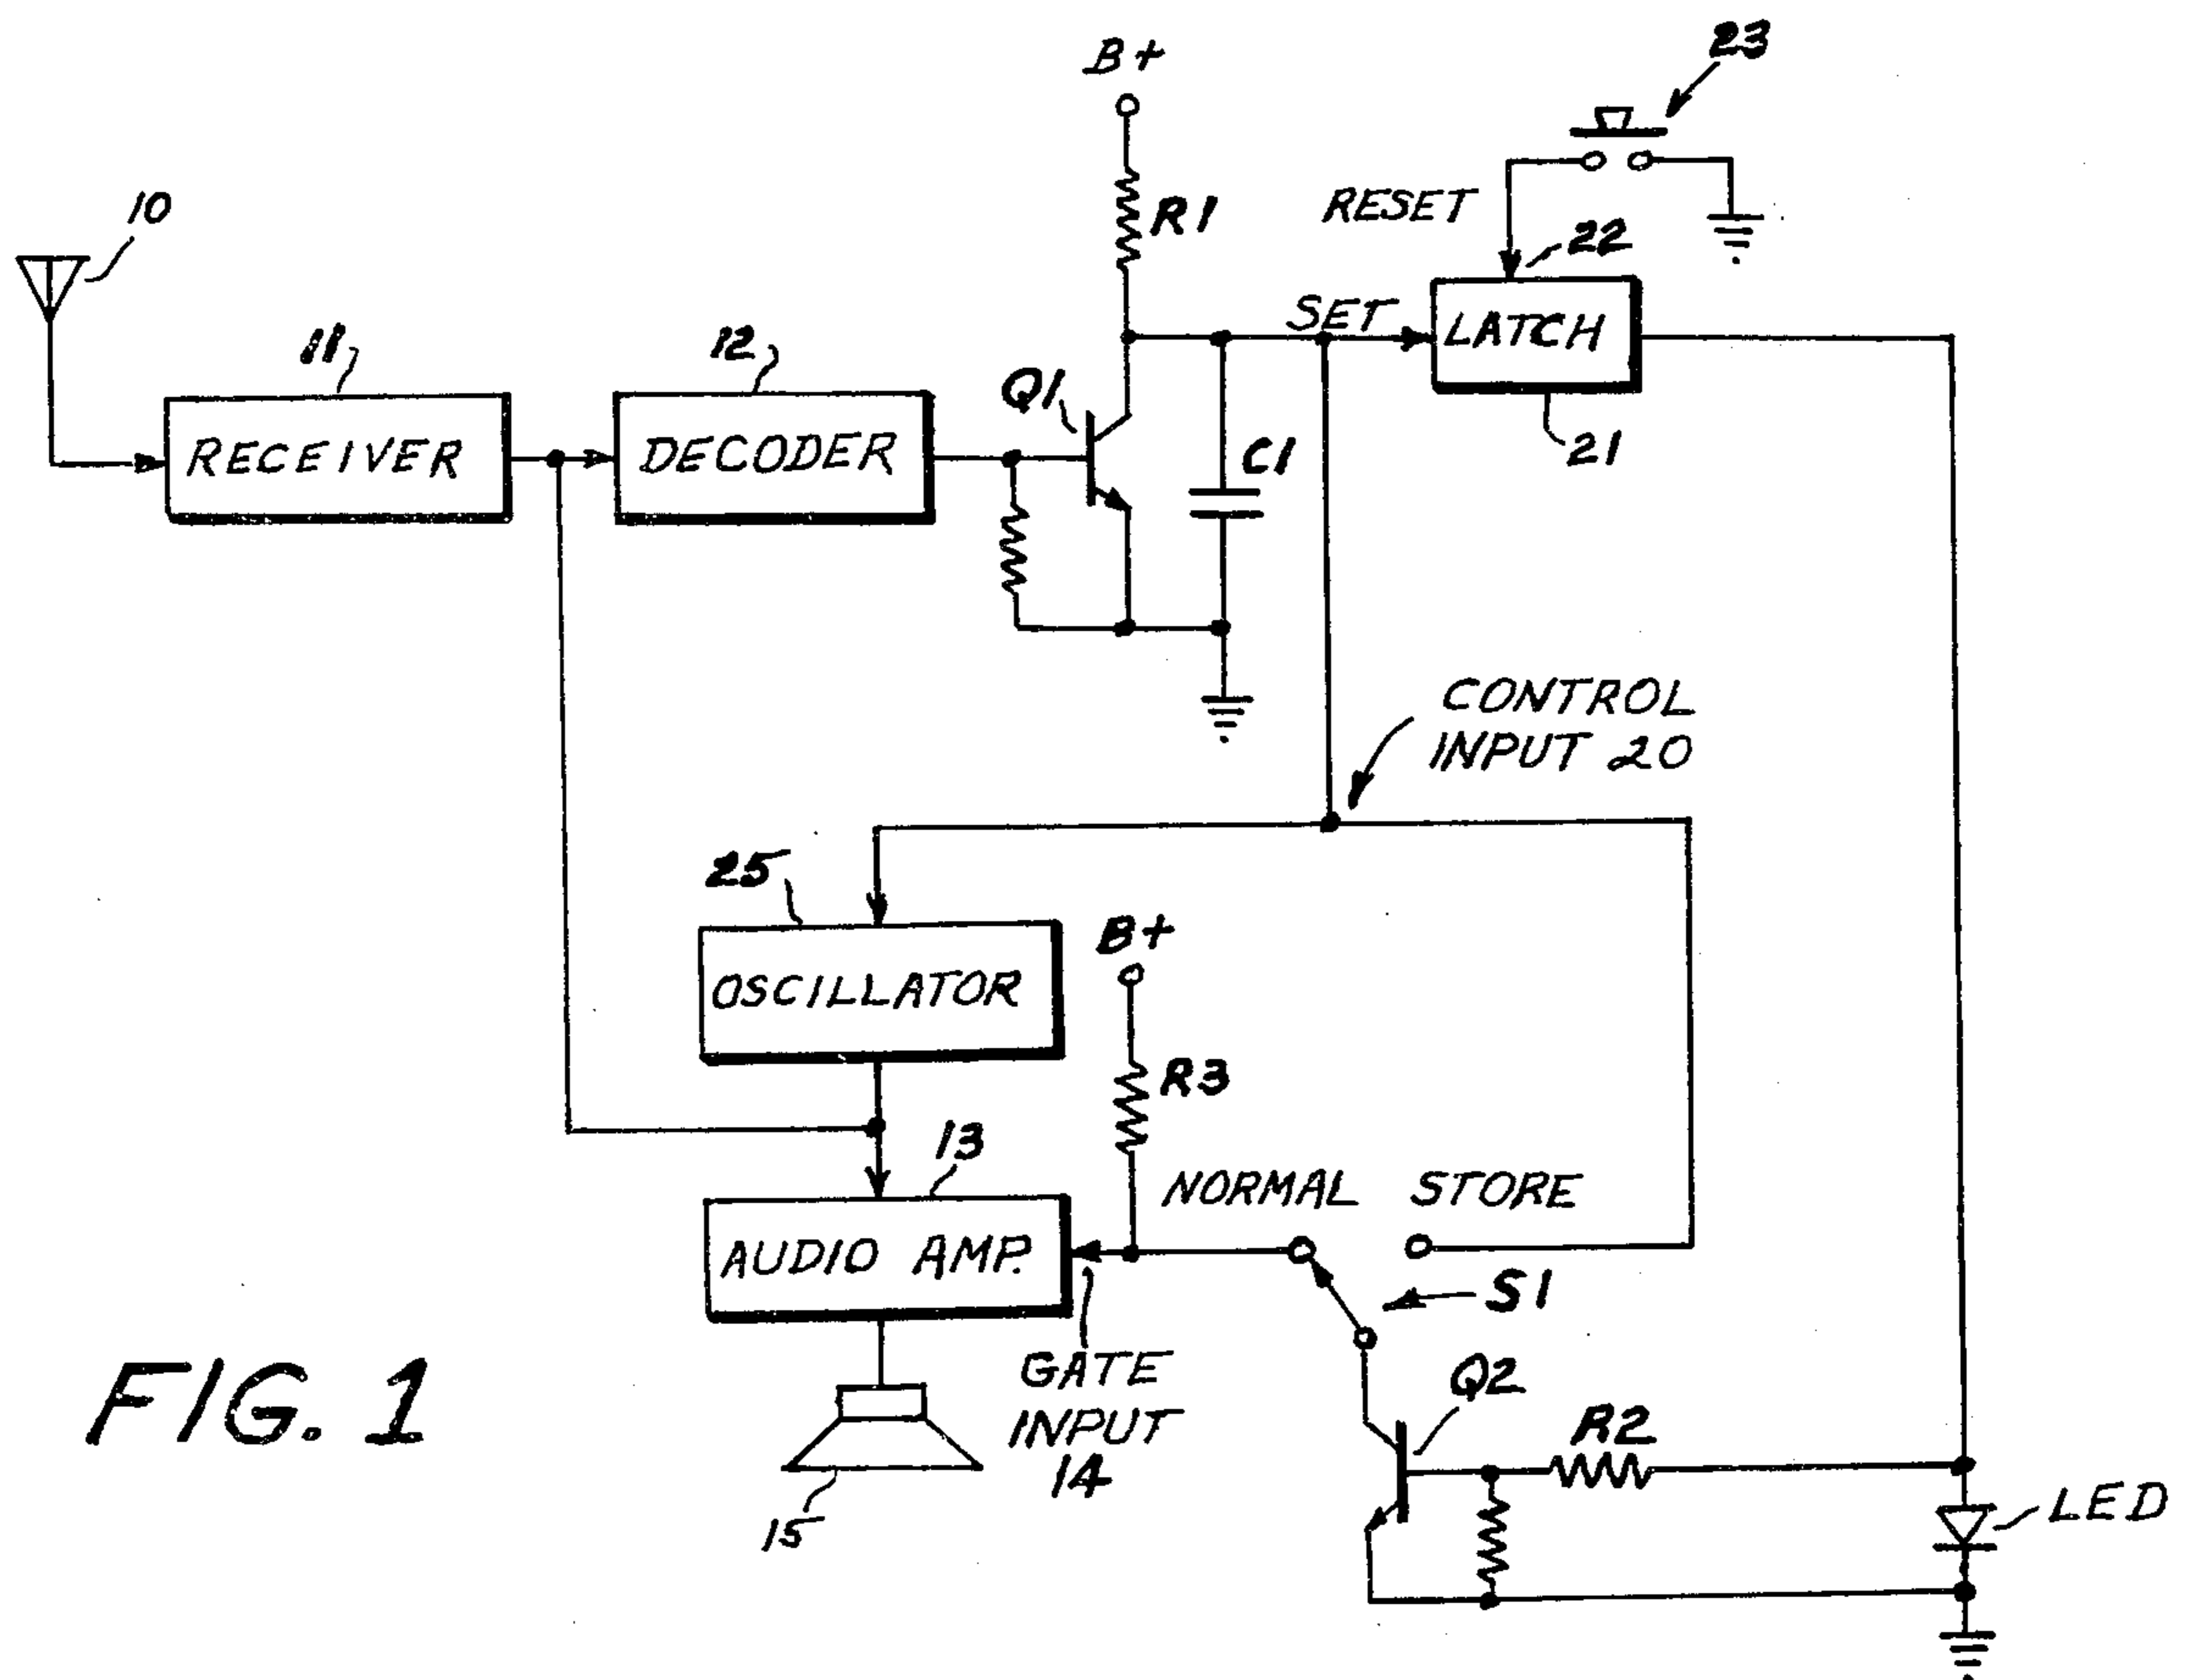 B+
23
10
R1
RESET
22
SET
LATCH
11
12
Q1
RECEIVER
DECODER
C1
21
CONTROL
INPUT 20
25
B+
OSCILLATOR
R3
13
NORMAL
STORE
AUDIO AMP.
S1
GATE
INPUT
14
Q2
R2
FIG. 1
LED
15